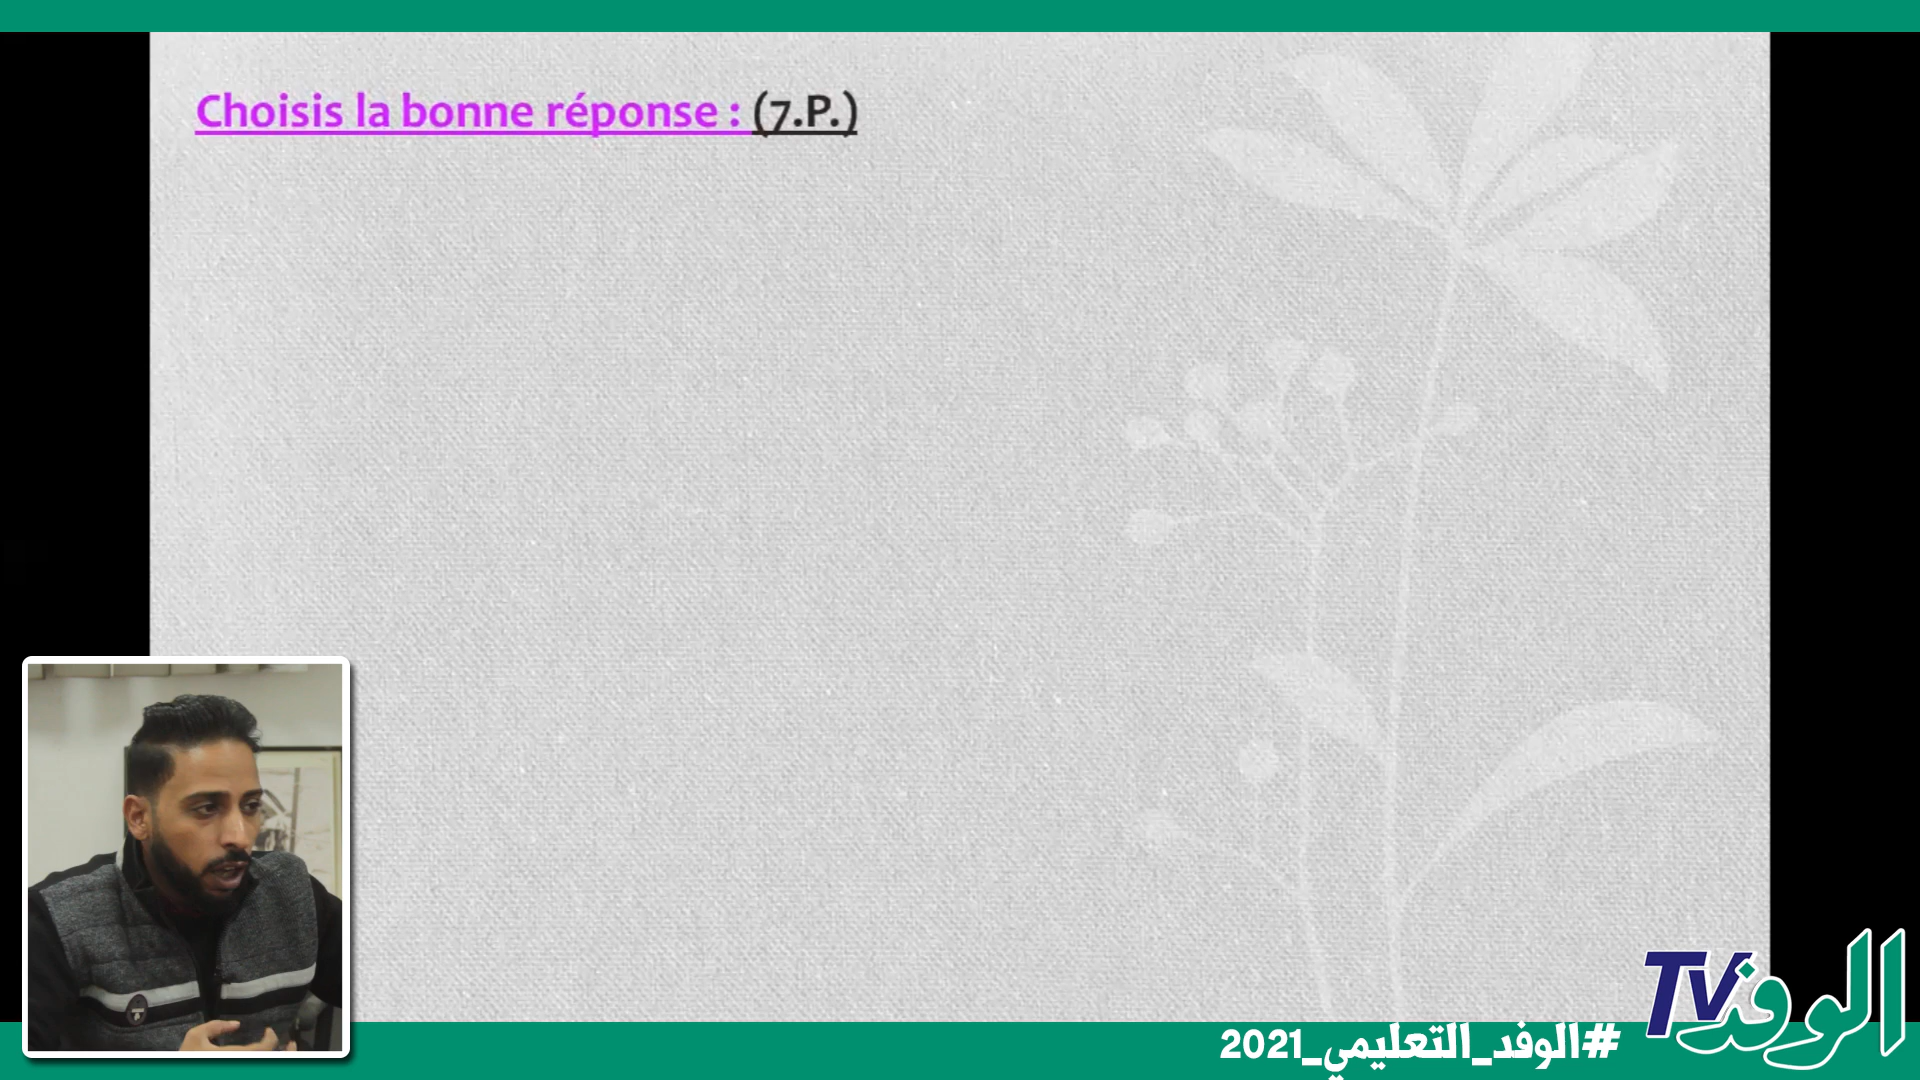 Choisis la bonne réponse : (7.P.)
#الوفد_التعليمي_2021
الوفد TV